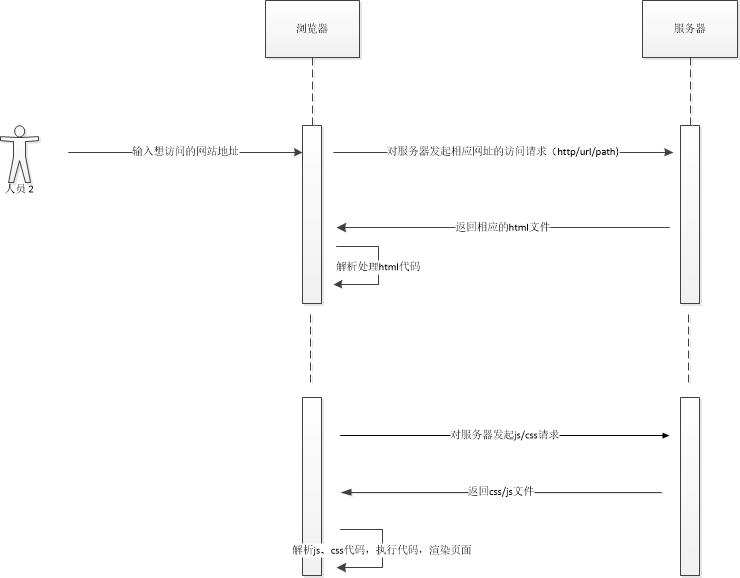 浏览器
服务器
输入想访问的网站地址
对服务器发起相应网址的访问请求（http/url/path)
人员 2
返回相应的html文件
解析处理html代码
对服务器发起js/css请求
返回css/js文件
解析js、css代码，执行代码，渲染页面